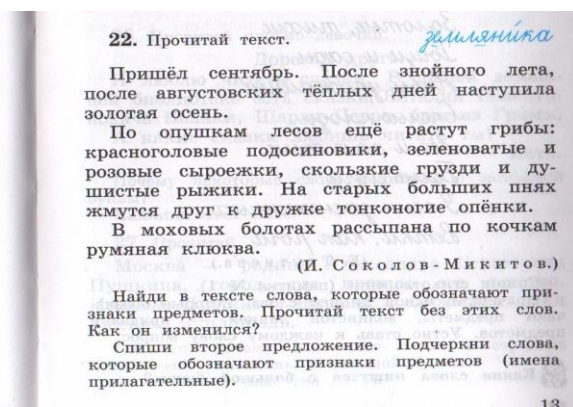 22. Прочитай текст.
земляника
Пришёл сентябрь. После знойного лета,
после августовских тёплых дней наступила
золотая осень.
По опушкам лесов ещё растут грибы:
красноголовые подосиновики, зеленоватые и
розовые сыроежки, скользкие грузди и ду-
шистые рыжики. На старых больших пнях
жмутся друг к дружке тонконогие опёнки.
В моховых болотах рассыпана по кочкам
румяная клюква.
(И. Соколов-Микитов.)
Найди в тексте слова, которые обозначают при-
знаки предметов. Прочитай текст без этих слов.
Как он изменился?
Спиши второе предложение. Подчеркни слова,
которые обозначают признаки предметов (имена
прилагательные).
13